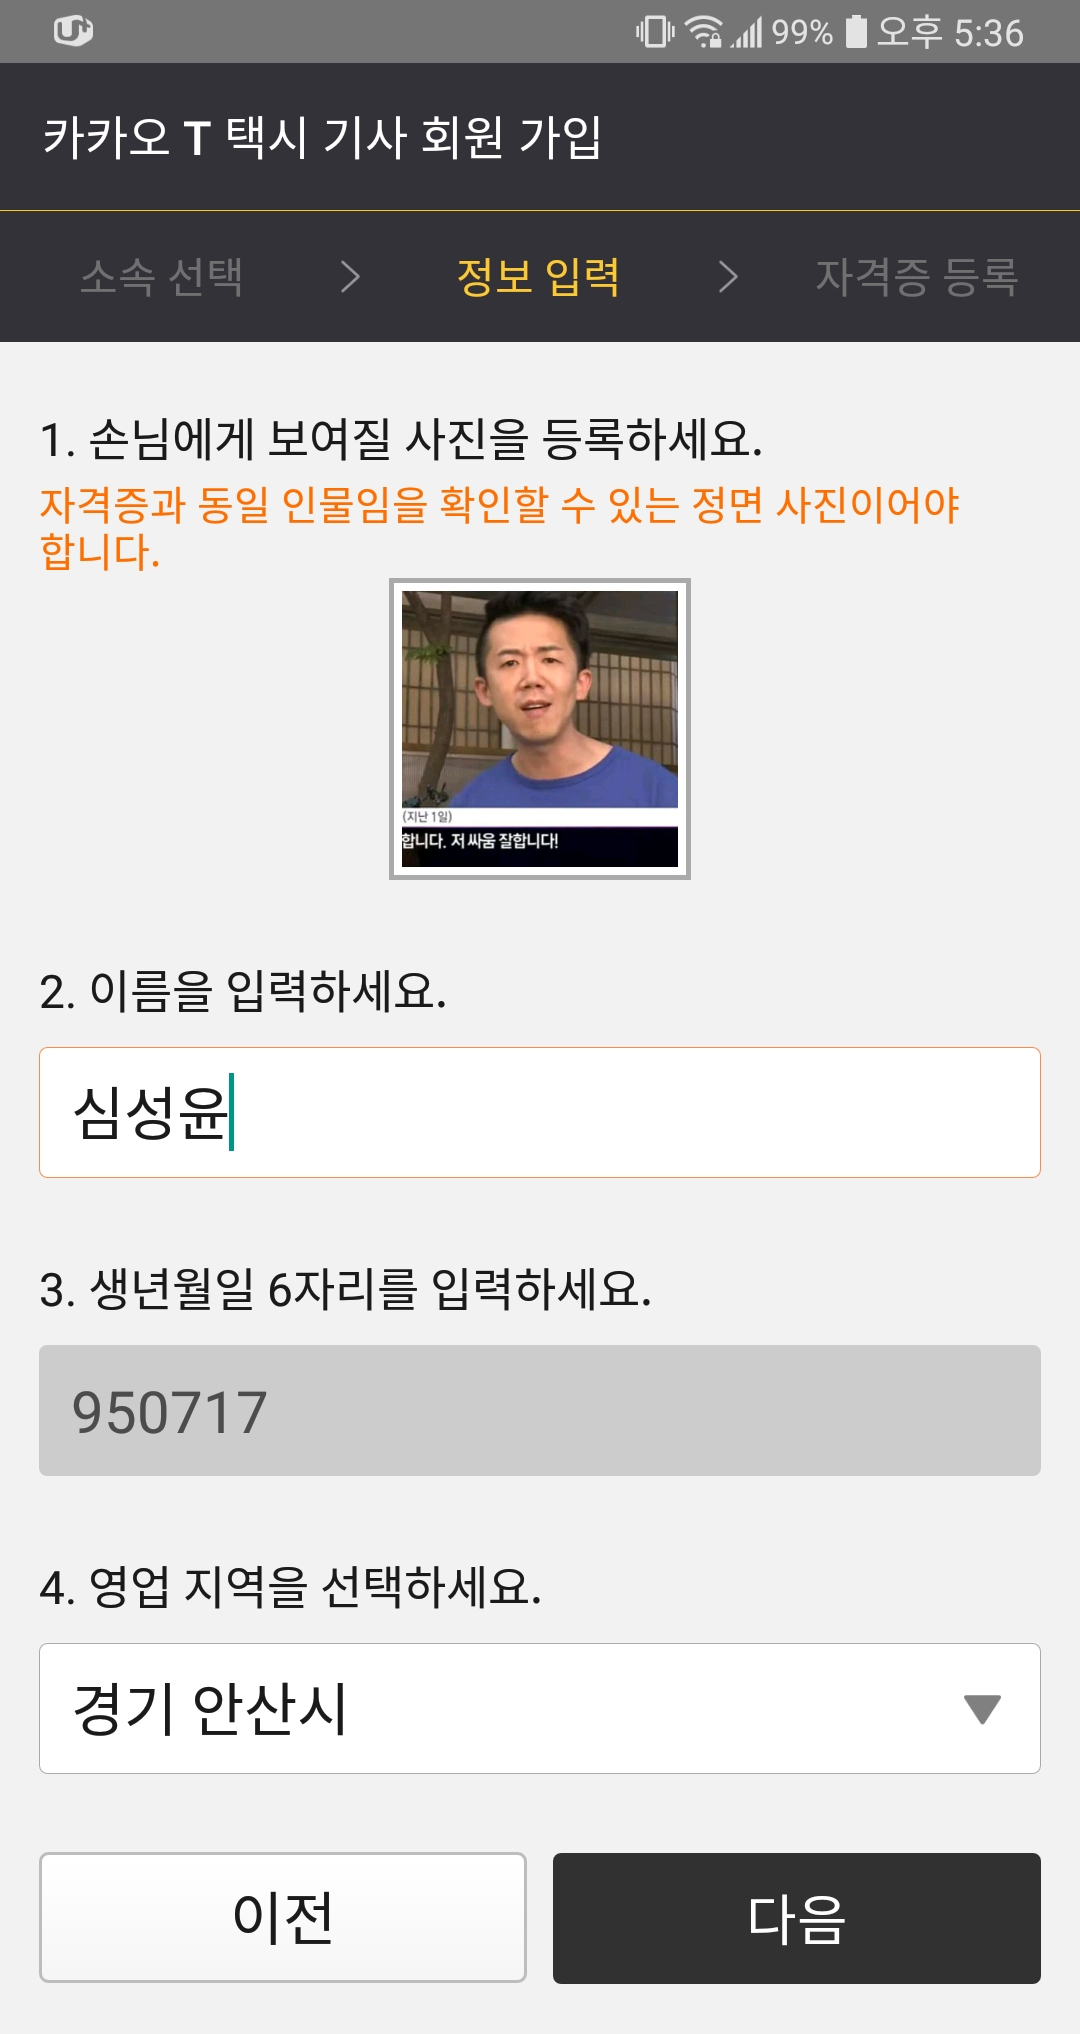 U+ 99% 오후 5:36
카카오 T 택시 기사 회원 가입
소속 선택 > 정보 입력 > 자격증 등록
1. 손님에게 보여질 사진을 등록하세요.
자격증과 동일 인물임을 확인할 수 있는 정면 사진이어야
합니다.
(지난 1일)
합니다. 저 싸움 잘합니다!
2. 이름을 입력하세요.
심성윤
3. 생년월일 6자리를 입력하세요.
950717
4. 영업 지역을 선택하세요.
경기 안산시
이전 다음